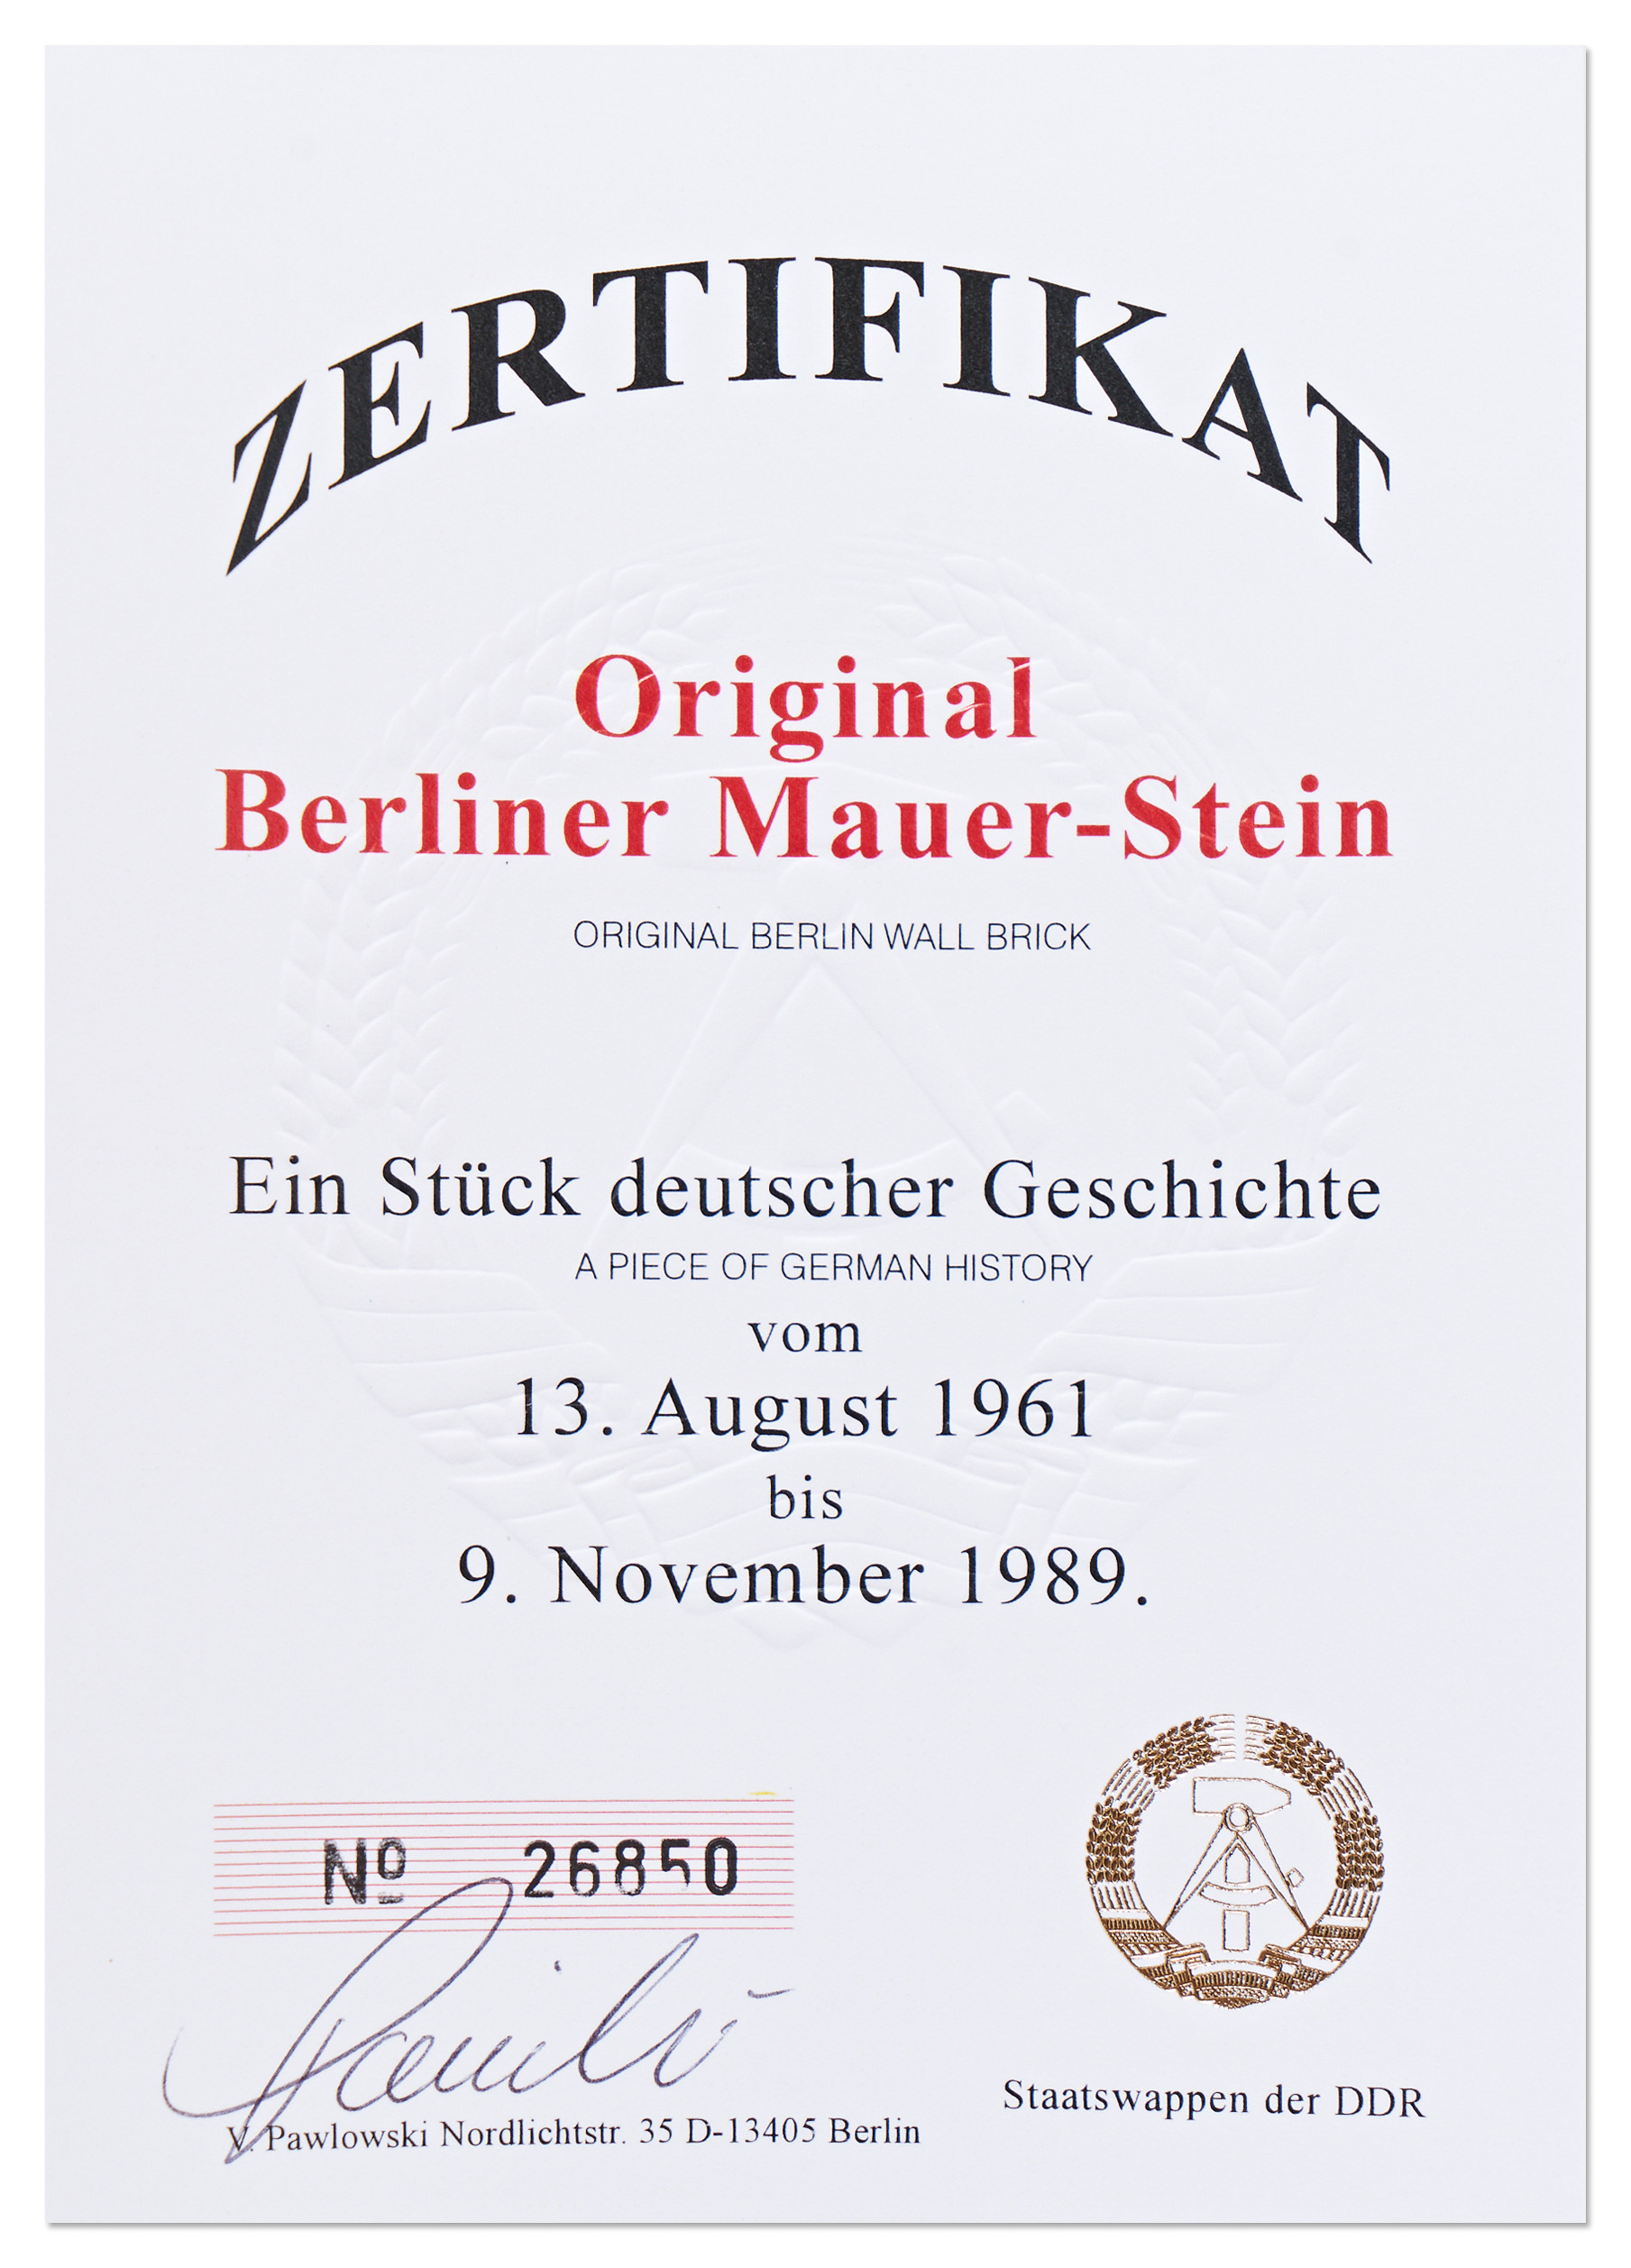 ZERTIFIKAT
Original
Berliner Mauer-Stein
ORIGINAL BERLIN WALL BRICK
Ein Stück deutscher Geschichte
A PIECE OF GERMAN HISTORY
vom
13. August 1961
bis
9. November 1989.
Nº 26850
V. Pawlowski Nordlichtstr. 35 D-13405 Berlin
Staatswappen der DDR